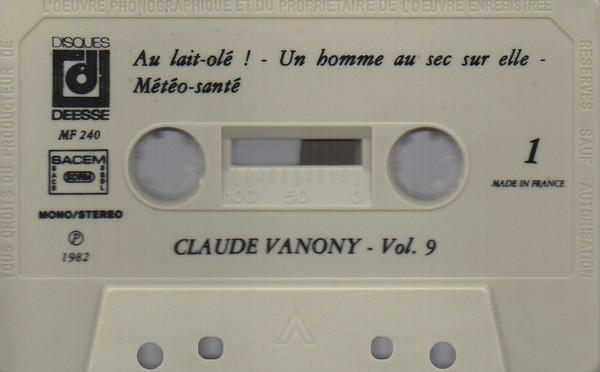 L'OEUVRE PHONOGRAPHIQUE ET DU PROPRIETAIRE DE L'OEUVRE ENREGISTREE
RESERVES SAUF AUTORISATION
TOUS DROITS DU PRODUCTEUR DE
DISQUES
DEESSE
MF 240
SACEM
MONO/STEREO
Ⓟ
1982
Au lait-olé ! - Un homme au sec sur elle -
Météo-santé
1
MADE IN FRANCE
100 50 0
CLAUDE VANONY - Vol. 9